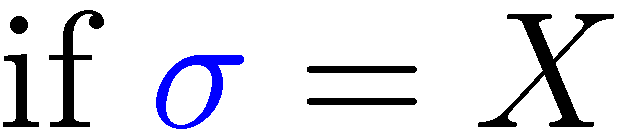 if σ = X